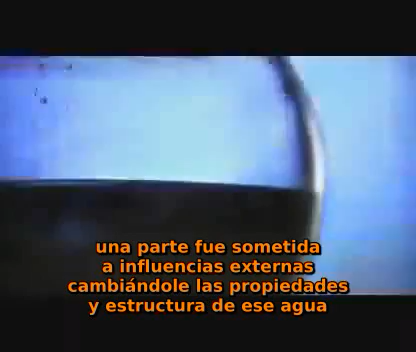 una parte fue sometida
a influencias externas
cambiándole las propiedades
y estructura de ese agua